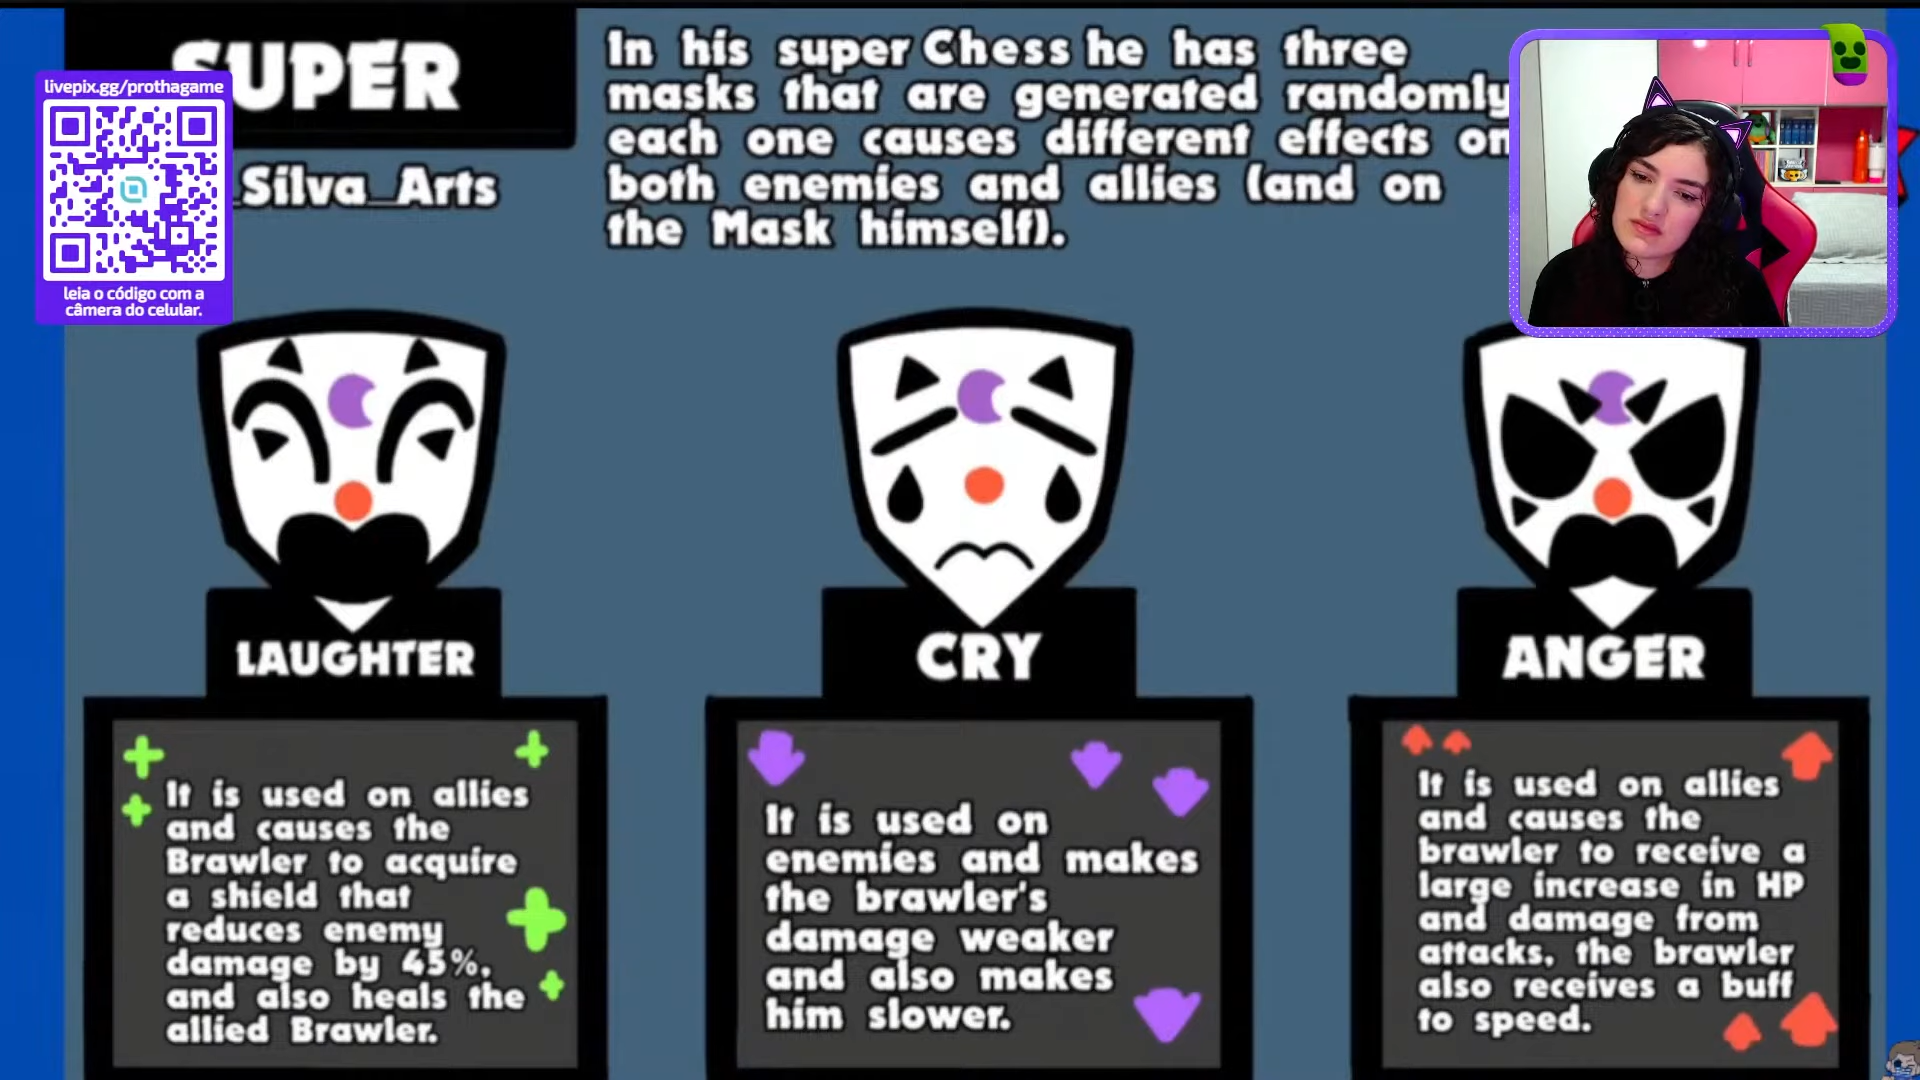 SUPER
livepix.gg/prothagame
leia o código com a
câmera do celular.
_Silva_Arts
In his super Chess he has three
masks that are generated randomly
each one causes different effects on
both enemies and allies (and on
the Mask himself).
LAUGHTER
It is used on allies
and causes the
Brawler to acquire
a shield that
reduces enemy
damage by 45%,
and also heals the
allied Brawler.
CRY
It is used on
enemies and makes
the brawler's
damage weaker
and also makes
him slower.
ANGER
It is used on allies
and causes the
brawler to receive a
large increase in HP
and damage from
attacks, the brawler
also receives a buff
to speed.